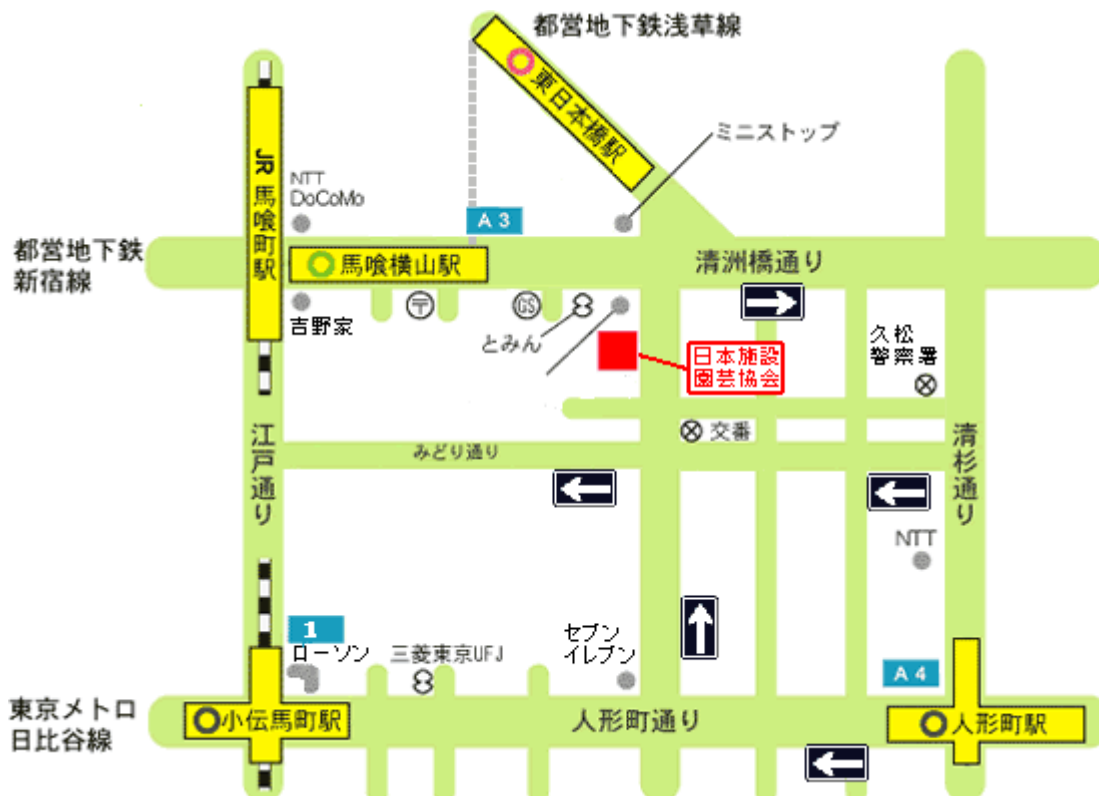 都営地下鉄浅草線
東日本橋駅
ミニストップ
JR 馬喰町駅
NTT
DoCoMo
A 3
都営地下鉄
新宿線
馬喰横山駅
清洲橋通り
〒
GS
吉野家
とみん
日本施設
園芸協会
久松
警察署
交番
江戸通り
みどり通り
清杉通り
NTT
1
ローソン
三菱東京UFJ
セブン
イレブン
A 4
東京メトロ
日比谷線
小伝馬町駅
人形町通り
人形町駅